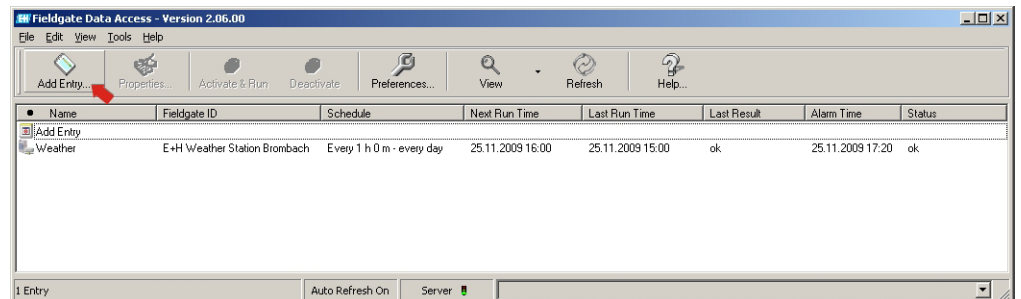 EH Fieldgate Data Access - Version 2.06.00
File Edit View Tools Help
Add Entry... Properties... Activate & Run Deactivate Preferences... View Refresh Help...
Name Fieldgate ID Schedule Next Run Time Last Run Time Last Result Alarm Time Status
Add Entry
Weather E+H Weather Station Brombach Every 1 h 0 m - every day 25.11.2009 16:00 25.11.2009 15:00 ok 25.11.2009 17:20 ok
1 Entry Auto Refresh On Server